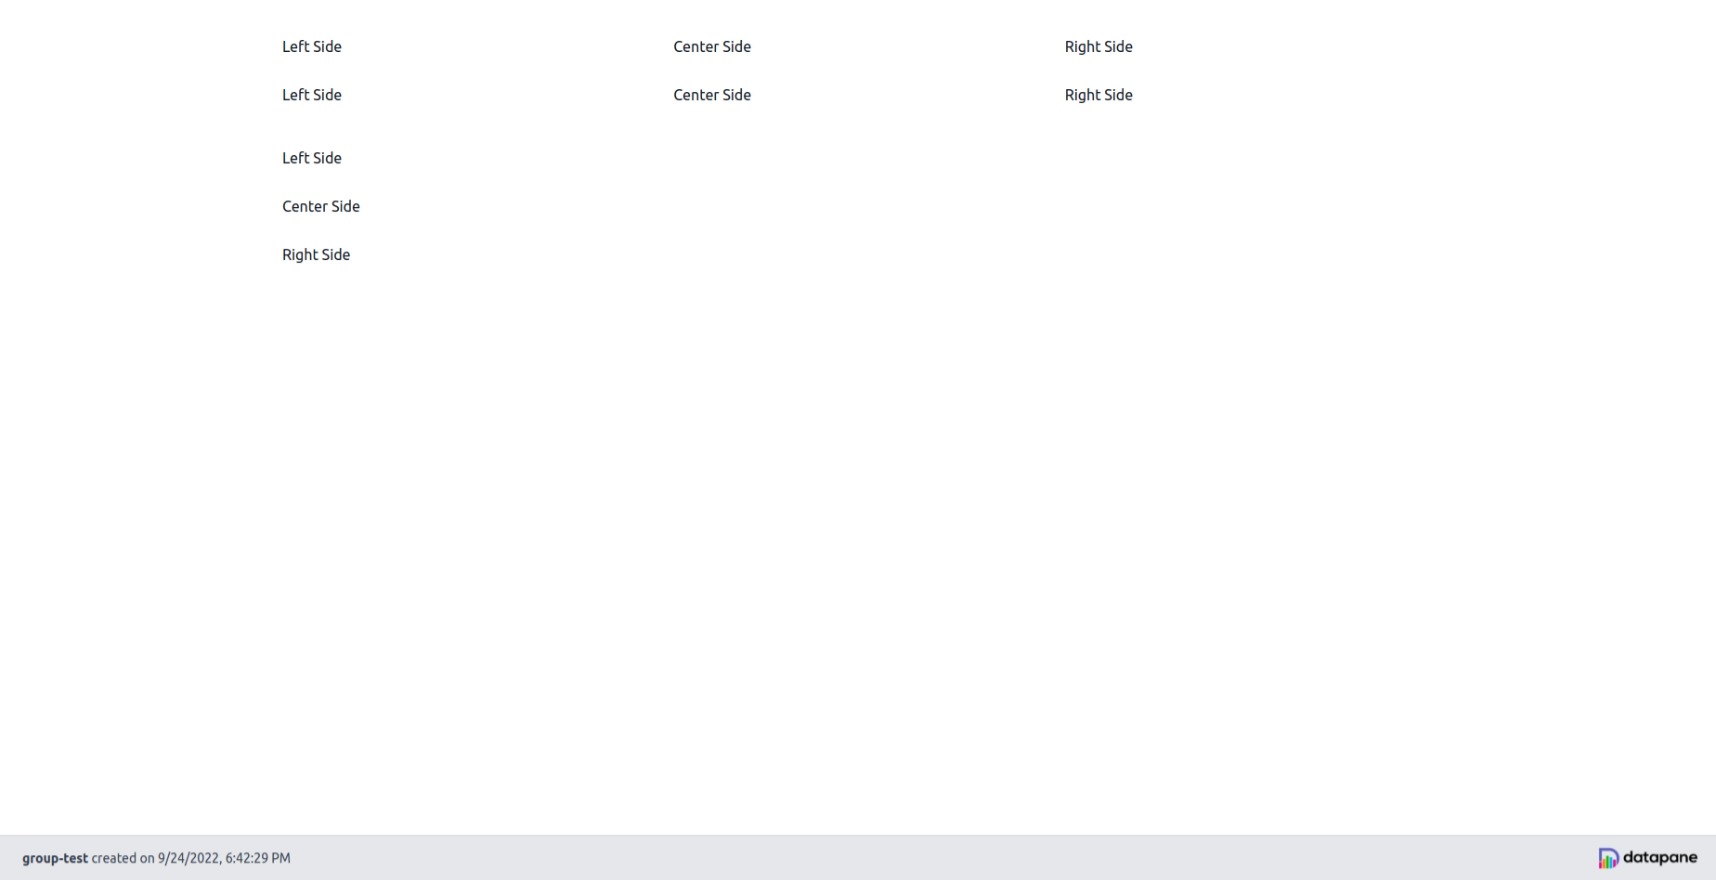 Left Side Center Side Right Side
Left Side Center Side Right Side
Left Side
Center Side
Right Side
group-test created on 9/24/2022, 6:42:29 PM datapane